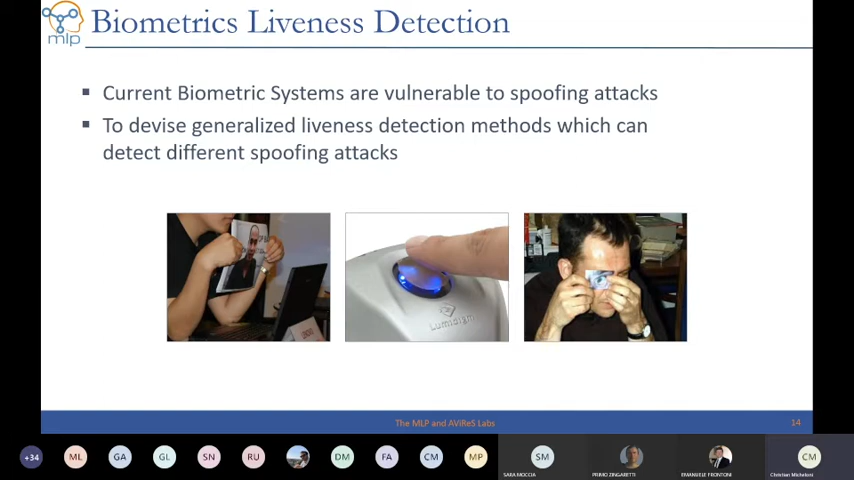 mlp
Biometrics Liveness Detection
Current Biometric Systems are vulnerable to spoofing attacks
To devise generalized liveness detection methods which can
detect different spoofing attacks
Lumidigm
The MLP and AViReS Labs
14
+34
ML
GA
GL
SN
RU
DM
FA
CM
MP
SM
SARA MOCCIA
PRIMO ZINGARETTI
EMANUELE FRONTONI
CM
Christian Micheloni